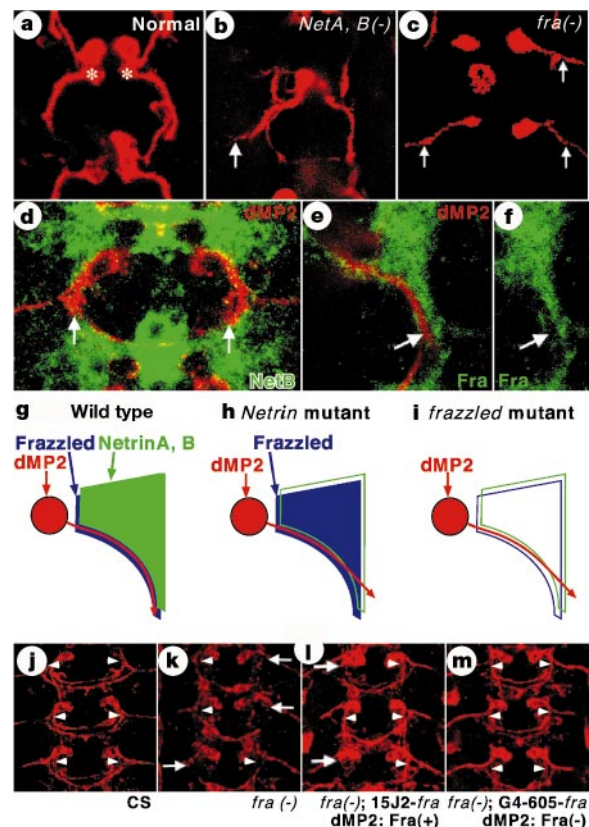 a Normal
b NetA, B(-)
c fra(-)
* *
d dMP2
NetB
e dMP2
Fra
f
Fra
g Wild type
h Netrin mutant
i frazzled mutant
Frazzled NetrinA, B
dMP2
Frazzled
dMP2
dMP2
j
k
l
m
CS
fra (-)
fra(-); 15J2-fra
dMP2: Fra(+)
fra(-); G4-605-fra
dMP2: Fra(-)